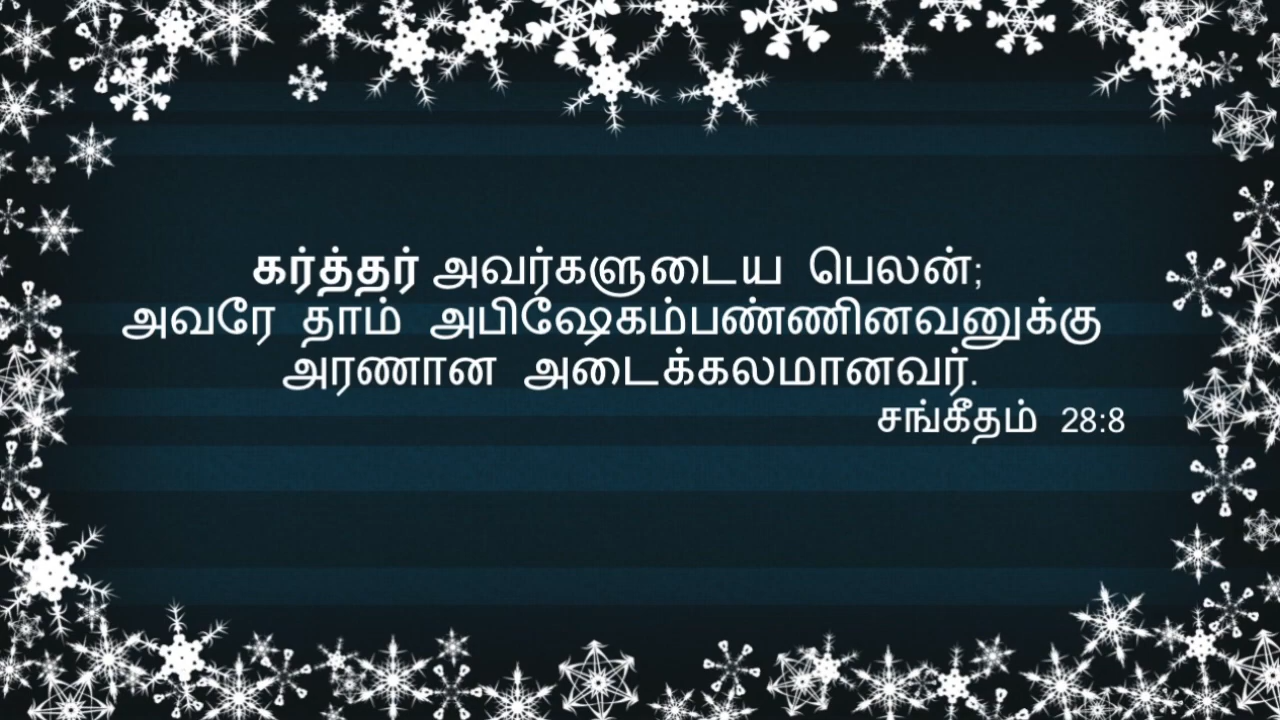 கர்த்தர் அவர்களுடைய பெலன்;
அவரே தாம் அபிஷேகம்பண்ணினவனுக்கு
அரணான அடைக்கலமானவர்.
சங்கீதம் 28:8